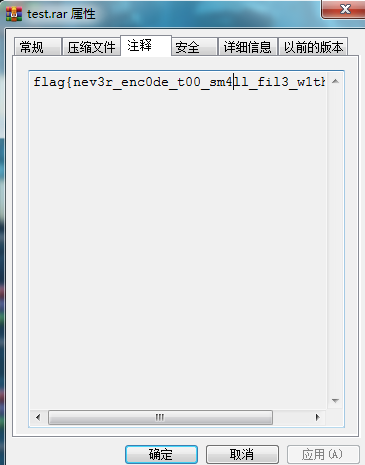 test.rar 属性
常规 压缩文件 注释 安全 详细信息 以前的版本
flag{nev3r_enc0de_t00_sm4ll_fil3_w1th
确定 取消 应用(A)